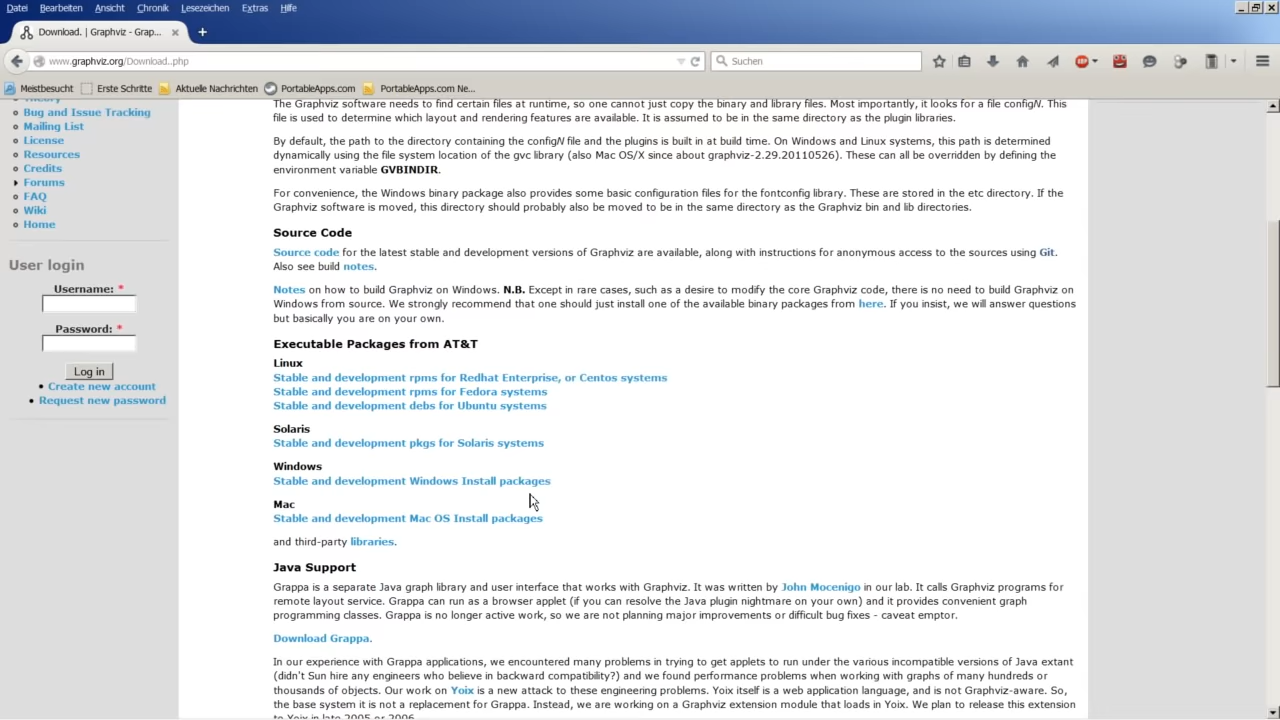 Datei Bearbeiten Ansicht Chronik Lesezeichen Extras Hilfe
Download. | Graphviz - Grap...
www.graphviz.org/Download..php
Suchen
Meistbesucht Erste Schritte Aktuelle Nachrichten PortableApps.com PortableApps.com Ne...
Theory
Bug and Issue Tracking
Mailing List
License
Resources
Credits
Forums
FAQ
Wiki
Home
User login
Username: *
Password: *
Log in
Create new account
Request new password
The Graphviz software needs to find certain files at runtime, so one cannot just copy the binary and library files. Most importantly, it looks for a file configN. This
file is used to determine which layout and rendering features are available. It is assumed to be in the same directory as the plugin libraries.
By default, the path to the directory containing the configN file and the plugins is built in at build time. On Windows and Linux systems, this path is determined
dynamically using the file system location of the gvc library (also Mac OS/X since about graphviz-2.29.20110526). These can all be overridden by defining the
environment variable GVBINDIR.
For convenience, the Windows binary package also provides some basic configuration files for the fontconfig library. These are stored in the etc directory. If the
Graphviz software is moved, this directory should probably also be moved to be in the same directory as the Graphviz bin and lib directories.
Source Code
Source code for the latest stable and development versions of Graphviz are available, along with instructions for anonymous access to the sources using Git.
Also see build notes.
Notes on how to build Graphviz on Windows. N.B. Except in rare cases, such as a desire to modify the core Graphviz code, there is no need to build Graphviz on
Windows from source. We strongly recommend that one should just install one of the available binary packages from here. If you insist, we will answer questions
but basically you are on your own.
Executable Packages from AT&T
Linux
Stable and development rpms for Redhat Enterprise, or Centos systems
Stable and development rpms for Fedora systems
Stable and development debs for Ubuntu systems
Solaris
Stable and development pkgs for Solaris systems
Windows
Stable and development Windows Install packages
Mac
Stable and development Mac OS Install packages
and third-party libraries.
Java Support
Grappa is a separate Java graph library and user interface that works with Graphviz. It was written by John Mocenigo in our lab. It calls Graphviz programs for
remote layout service. Grappa can run as a browser applet (if you can resolve the Java plugin nightmare on your own) and it provides convenient graph
programming classes. Grappa is no longer active work, so we are not planning major improvements or difficult bug fixes - caveat emptor.
Download Grappa.
In our experience with Grappa applications, we encountered many problems in trying to get applets to run under the various incompatible versions of Java extant
(didn't Sun hire any engineers who believe in backward compatibility?) and we found performance problems when working with graphs of many hundreds or
thousands of objects. Our work on Yoix is a new attack to these engineering problems. Yoix itself is a web application language, and is not Graphviz-aware. So,
the base system it is not a replacement for Grappa. Instead, we are working on a Graphviz extension module that loads in Yoix. We plan to release this extension
to Yoix in late 2005 or 2006.